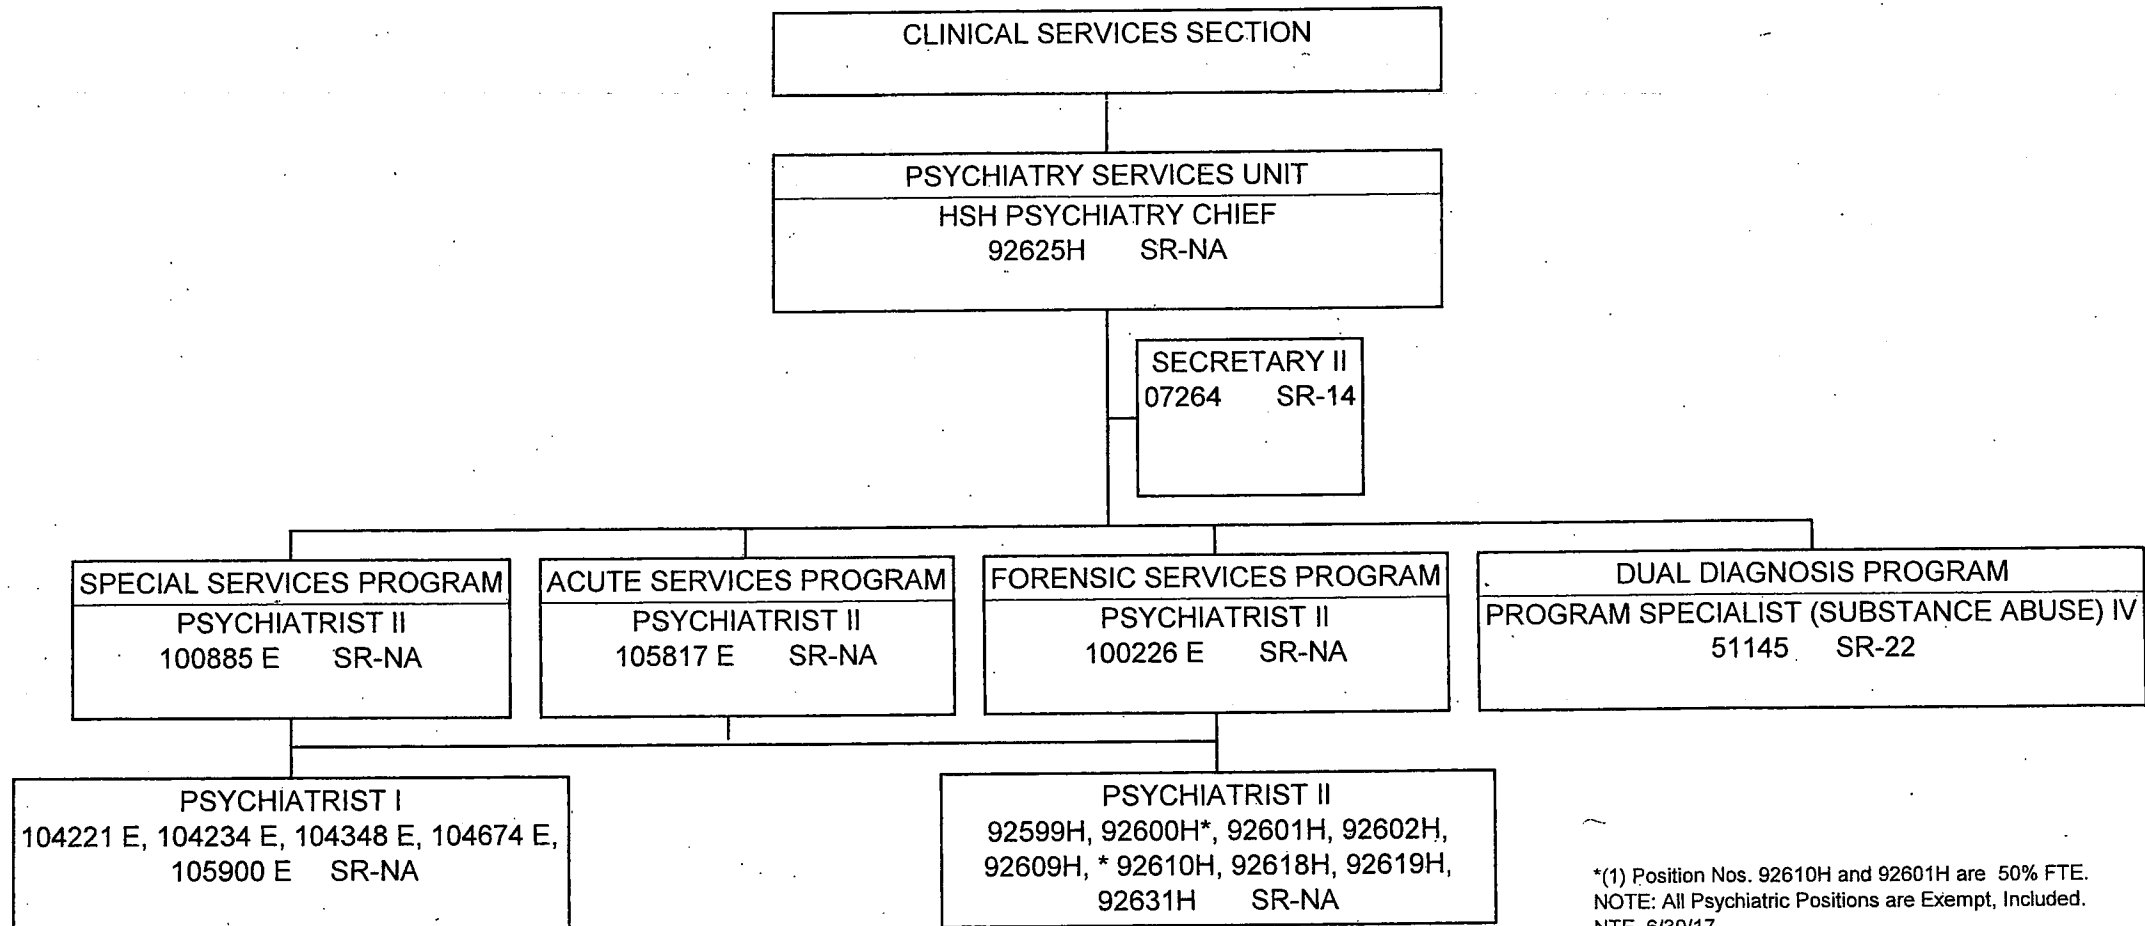 CLINICAL SERVICES SECTION
PSYCHIATRY SERVICES UNIT
HSH PSYCHIATRY CHIEF
92625H SR-NA
SECRETARY II
07264 SR-14
SPECIAL SERVICES PROGRAM
PSYCHIATRIST II
100885 E SR-NA
ACUTE SERVICES PROGRAM
PSYCHIATRIST II
105817 E SR-NA
FORENSIC SERVICES PROGRAM
PSYCHIATRIST II
100226 E SR-NA
DUAL DIAGNOSIS PROGRAM
PROGRAM SPECIALIST (SUBSTANCE ABUSE) IV
51145 SR-22
PSYCHIATRIST I
104221 E, 104234 E, 104348 E, 104674 E,
105900 E SR-NA
PSYCHIATRIST II
92599H, 92600H*, 92601H, 92602H,
92609H, * 92610H, 92618H, 92619H,
92631H SR-NA
*(1) Position Nos. 92610H and 92601H are 50% FTE.
NOTE: All Psychiatric Positions are Exempt, Included.
NTE 6/30/17